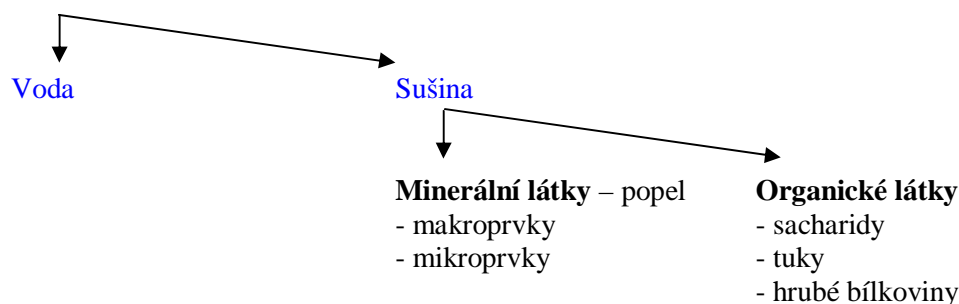 Voda Sušina
Minerální látky – popel Organické látky
- makroprvky - sacharidy
- mikroprvky - tuky
- hrubé bílkoviny